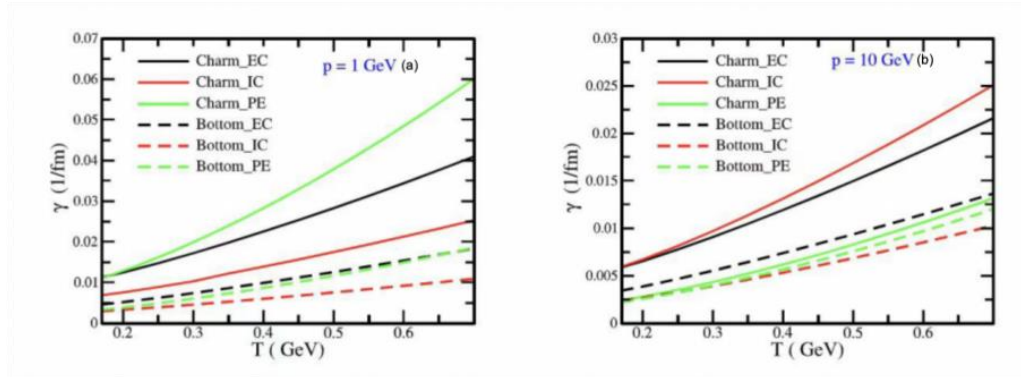 0.07
0.06
0.05
0.04
0.03
0.02
0.01
0
γ (1/fm)
Charm_EC
Charm_IC
Charm_PE
Bottom_EC
Bottom_IC
Bottom_PE
p = 1 GeV (a)
0.2 0.3 0.4 0.5 0.6
T ( GeV)
0.03
0.025
0.02
0.015
0.01
0.005
0
γ (1/fm)
Charm_EC
Charm_IC
Charm_PE
Bottom_EC
Bottom_IC
Bottom_PE
p = 10 GeV (b)
0.2 0.3 0.4 0.5 0.6
T ( GeV)